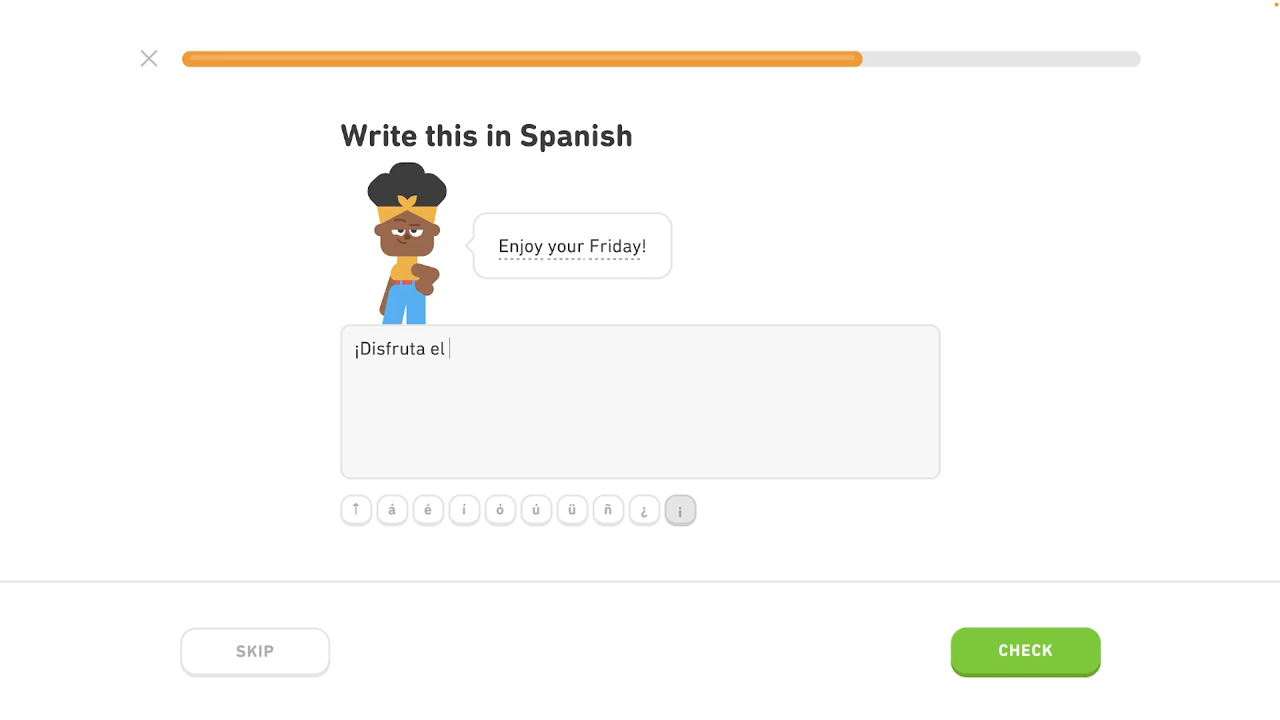 Write this in Spanish
Enjoy your Friday!
¡Disfruta el
↑ á é í ó ú ü ñ ¿ ¡
SKIP
CHECK